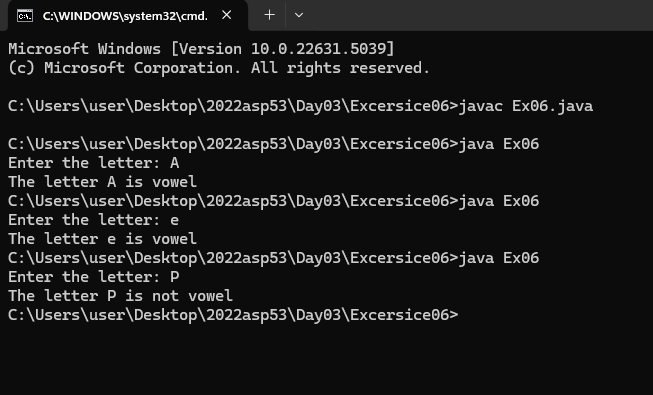 C:\WINDOWS\system32\cmd.
Microsoft Windows [Version 10.0.22631.5039]
(c) Microsoft Corporation. All rights reserved.
C:\Users\user\Desktop\2022asp53\Day03\Excersice06>javac Ex06.java
C:\Users\user\Desktop\2022asp53\Day03\Excersice06>java Ex06
Enter the letter: A
The letter A is vowel
C:\Users\user\Desktop\2022asp53\Day03\Excersice06>java Ex06
Enter the letter: e
The letter e is vowel
C:\Users\user\Desktop\2022asp53\Day03\Excersice06>java Ex06
Enter the letter: P
The letter P is not vowel
C:\Users\user\Desktop\2022asp53\Day03\Excersice06>